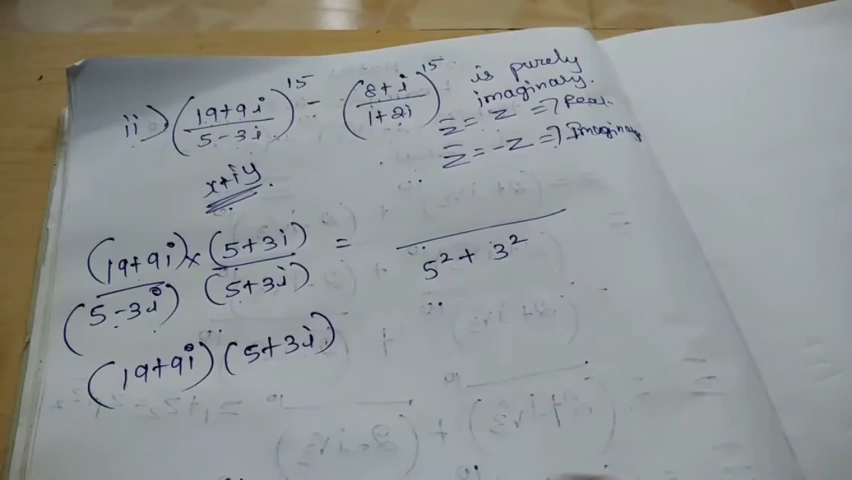 ii) ((19+9i)/(5-3i))^15 - ((8+i)/(1+2i))^15 is purely imaginary.
z̄ = z => Real.
z̄ = -z => Imaginary
x+iy
(19+9i)/(5-3i) × (5+3i)/(5+3i) = /(5² + 3²)
(19+9i)(5+3i)